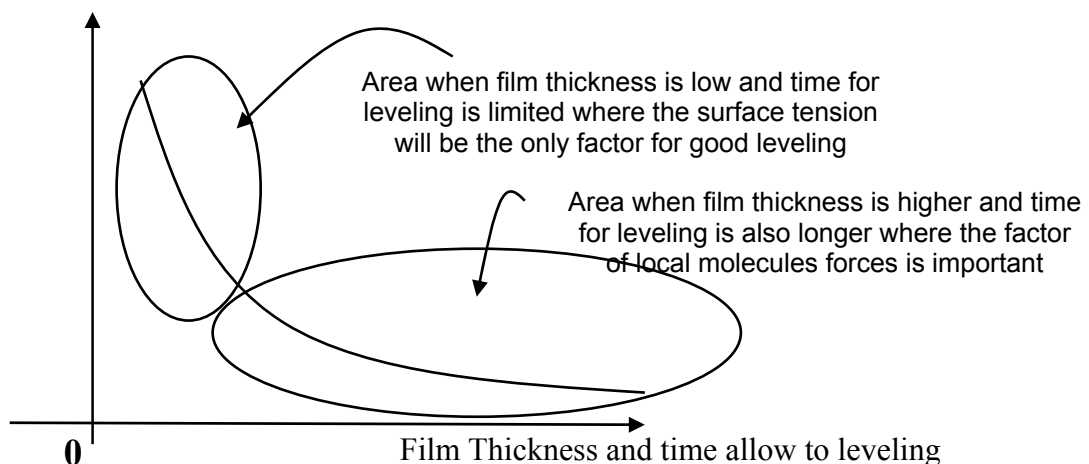 Area when film thickness is low and time for
leveling is limited where the surface tension
will be the only factor for good leveling
Area when film thickness is higher and time
for leveling is also longer where the factor
of local molecules forces is important
0
Film Thickness and time allow to leveling